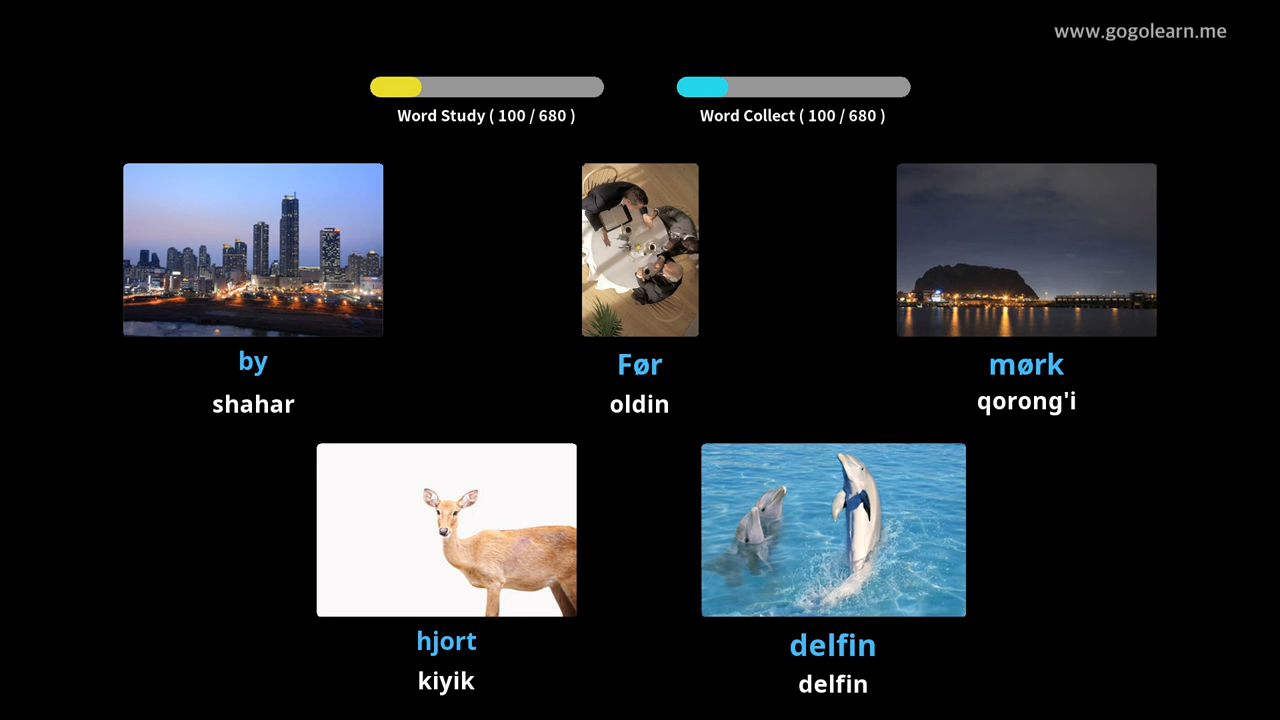 www.gogolearn.me
Word Study ( 100 / 680 )
Word Collect ( 100 / 680 )
by
shahar
Før
oldin
mørk
qorong'i
hjort
kiyik
delfin
delfin